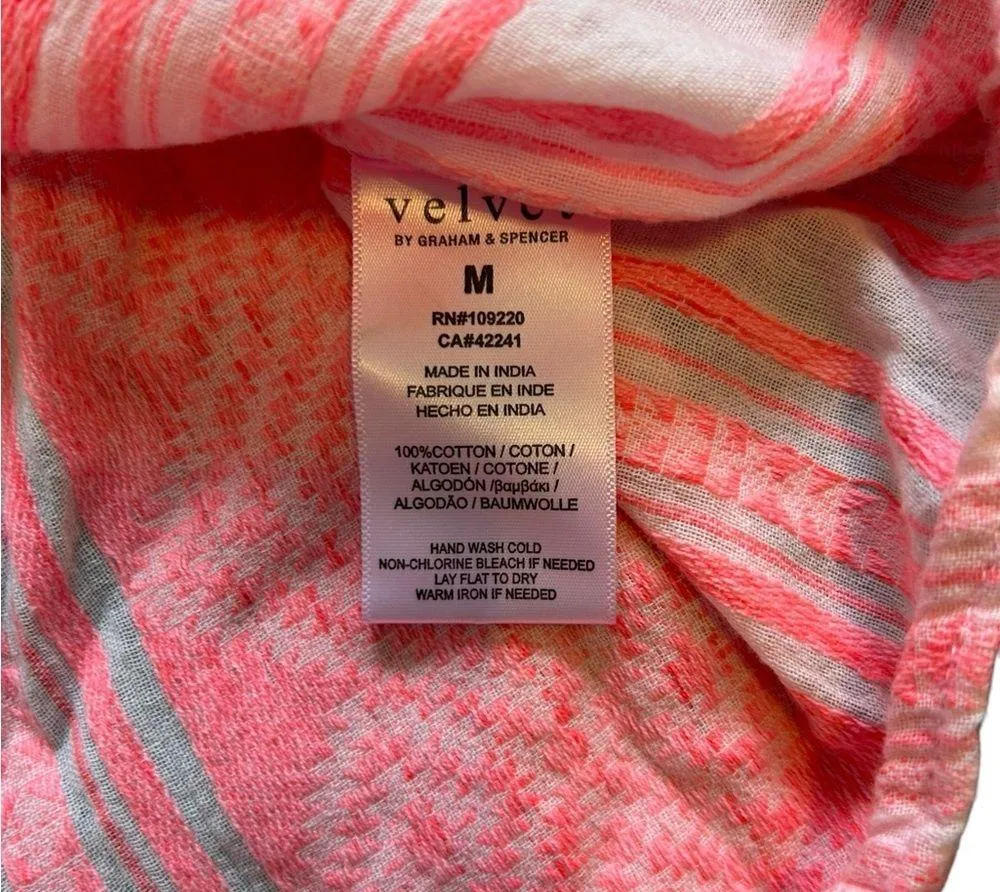 velvet
BY GRAHAM & SPENCER
M
RN#109220
CA#42241
MADE IN INDIA
FABRIQUE EN INDE
HECHO EN INDIA
100%COTTON / COTON /
KATOEN / COTONE /
ALGODÓN /βαμβάκι /
ALGODÃO / BAUMWOLLE
HAND WASH COLD
NON-CHLORINE BLEACH IF NEEDED
LAY FLAT TO DRY
WARM IRON IF NEEDED